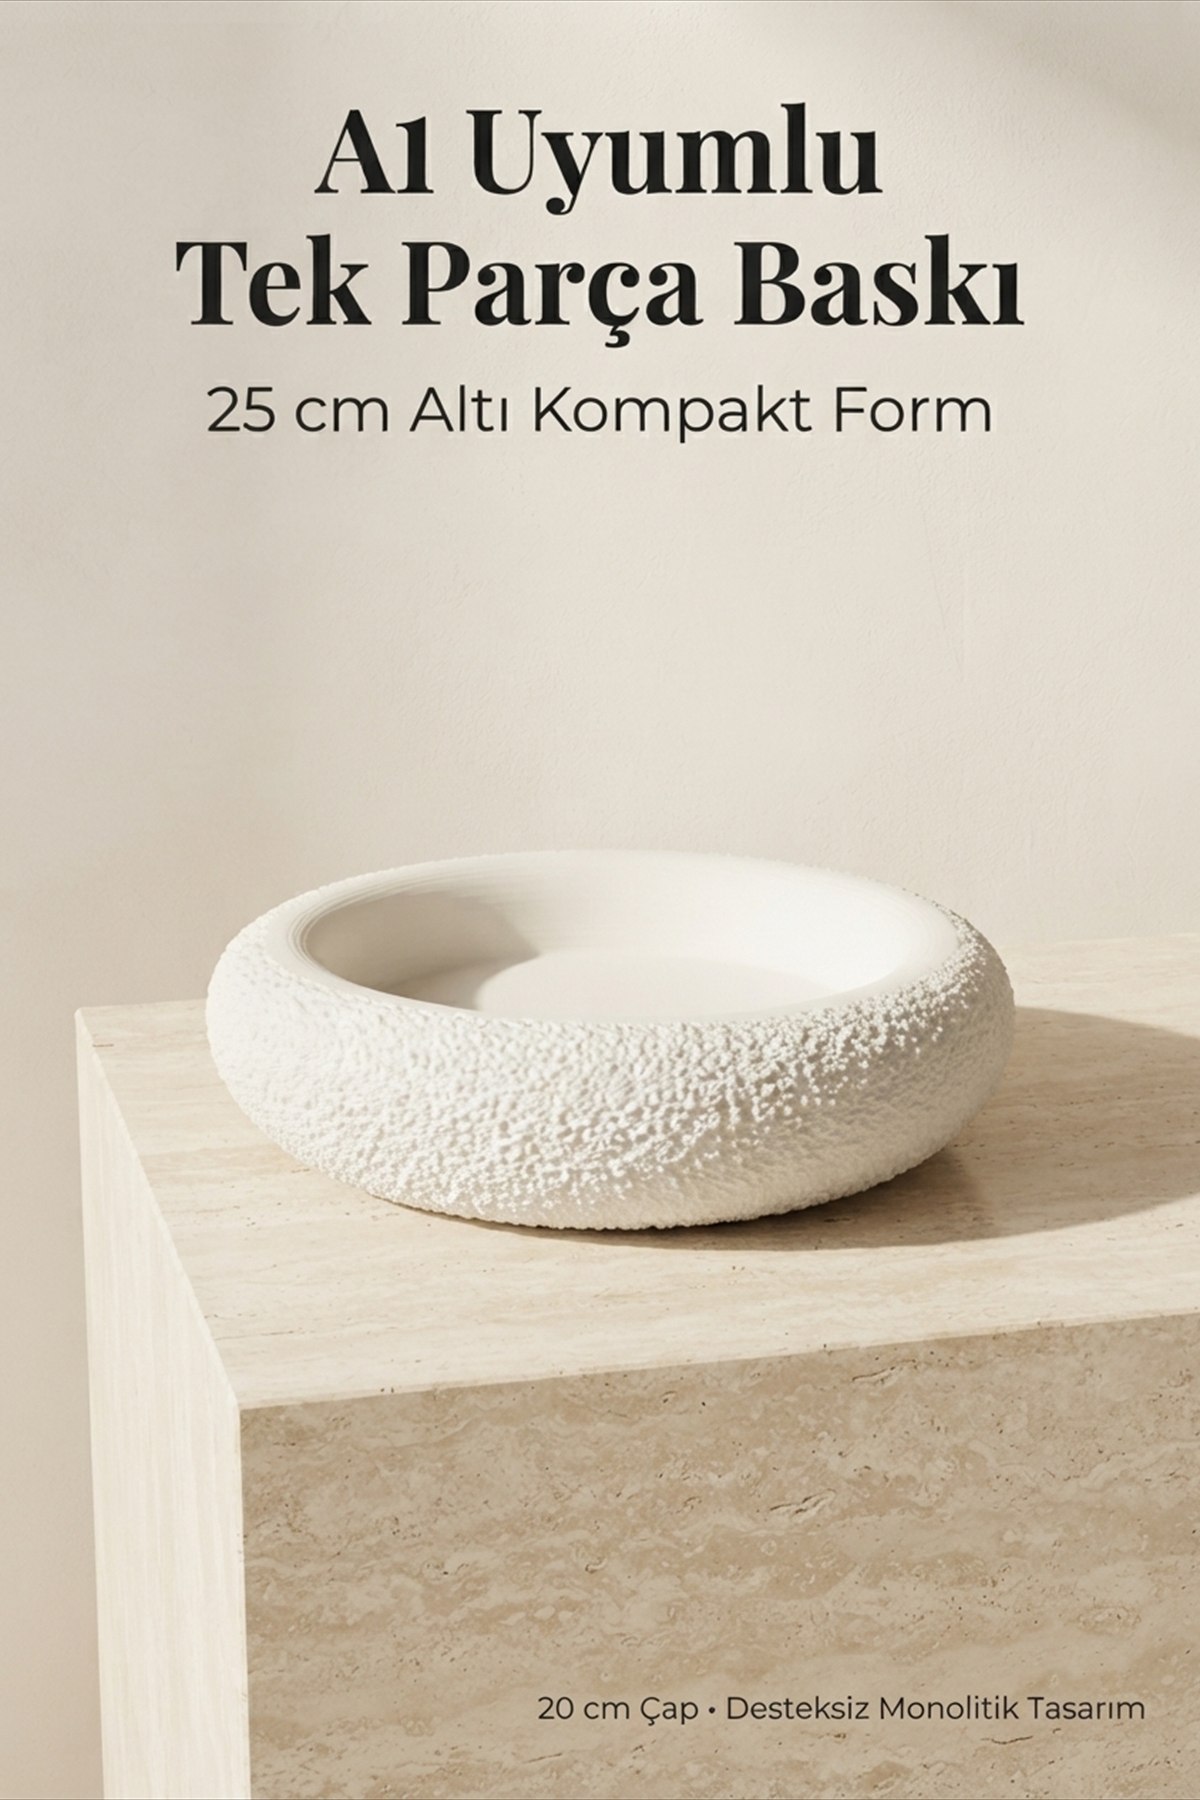 A1 Uyumlu
Tek Parça Baskı
25 cm Altı Kompakt Form
20 cm Çap • Desteksiz Monolitik Tasarım